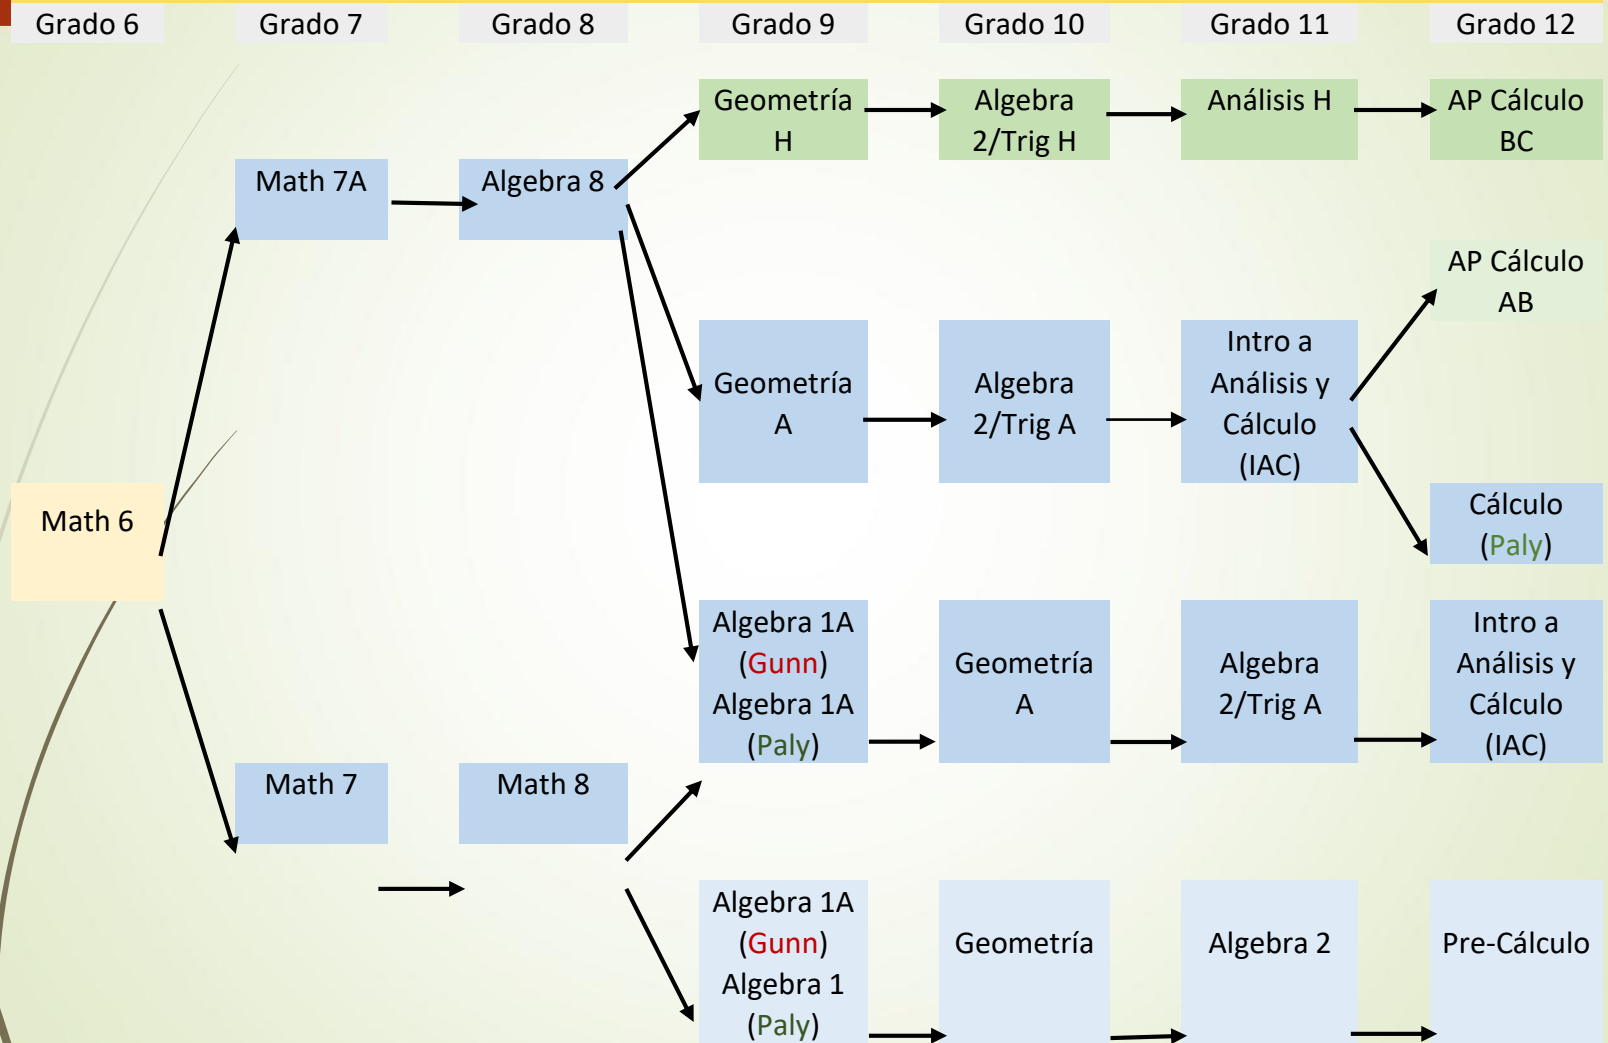 Grado 6
Grado 7
Grado 8
Grado 9
Grado 10
Grado 11
Grado 12
Geometría
H
Algebra
2/Trig H
Análisis H
AP Cálculo
BC
Math 7A
Algebra 8
AP Cálculo
AB
Geometría
A
Algebra
2/Trig A
Intro a
Análisis y
Cálculo
(IAC)
Math 6
Cálculo
(Paly)
Algebra 1A
(Gunn)
Algebra 1A
(Paly)
Geometría
A
Algebra
2/Trig A
Intro a
Análisis y
Cálculo
(IAC)
Math 7
Math 8
Algebra 1A
(Gunn)
Algebra 1
(Paly)
Geometría
Algebra 2
Pre-Cálculo